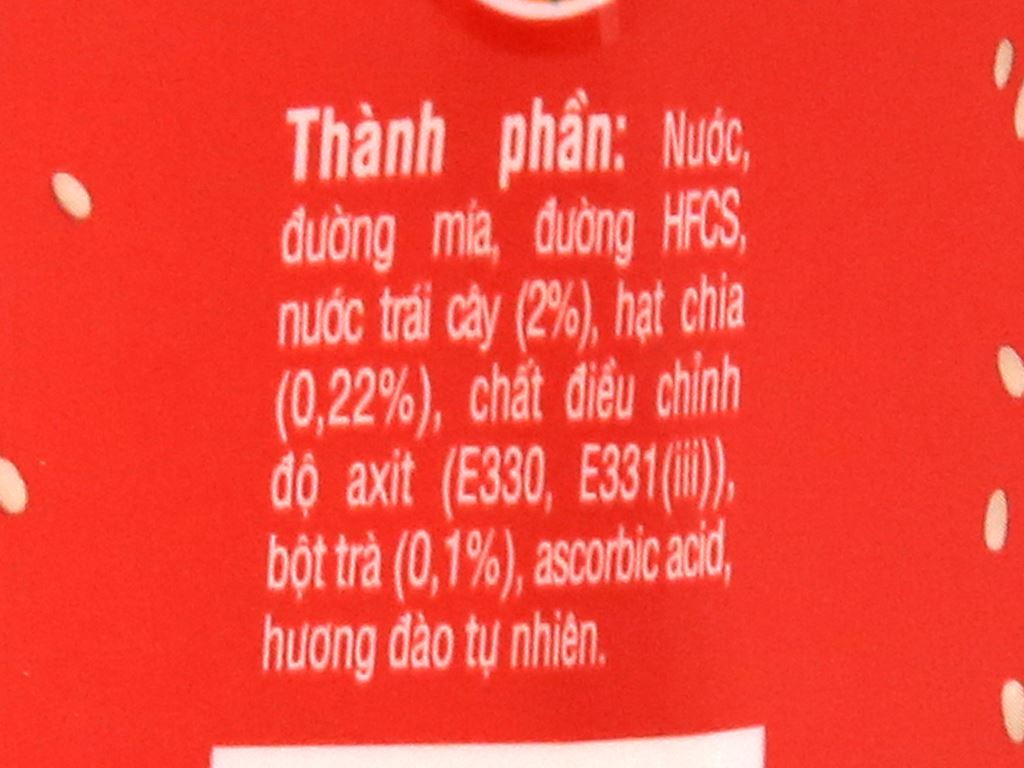 Thành phần: Nước,
đường mía, đường HFCS,
nước trái cây (2%), hạt chia
(0,22%), chất điều chỉnh
độ axit (E330, E331(iii)),
bột trà (0,1%), ascorbic acid,
hương đào tự nhiên.